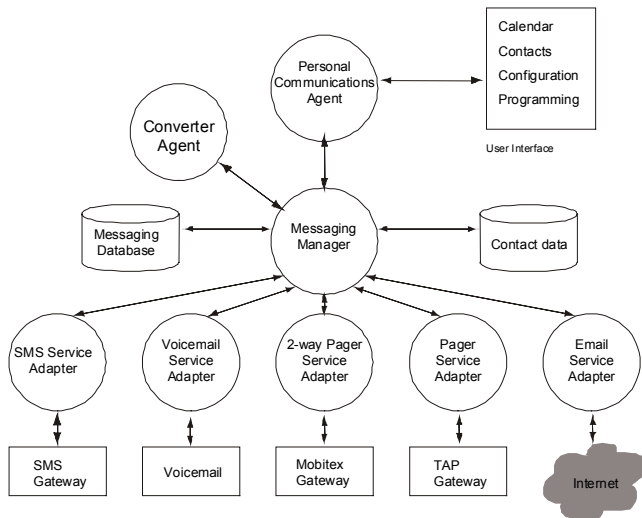 Calendar
Contacts
Configuration
Programming
User Interface
Personal
Communications
Agent
Converter
Agent
Messaging
Database
Messaging
Manager
Contact data
SMS Service
Adapter
Voicemail
Service
Adapter
2-way Pager
Service
Adapter
Pager
Service
Adapter
Email
Service
Adapter
SMS
Gateway
Voicemail
Mobitex
Gateway
TAP
Gateway
Internet